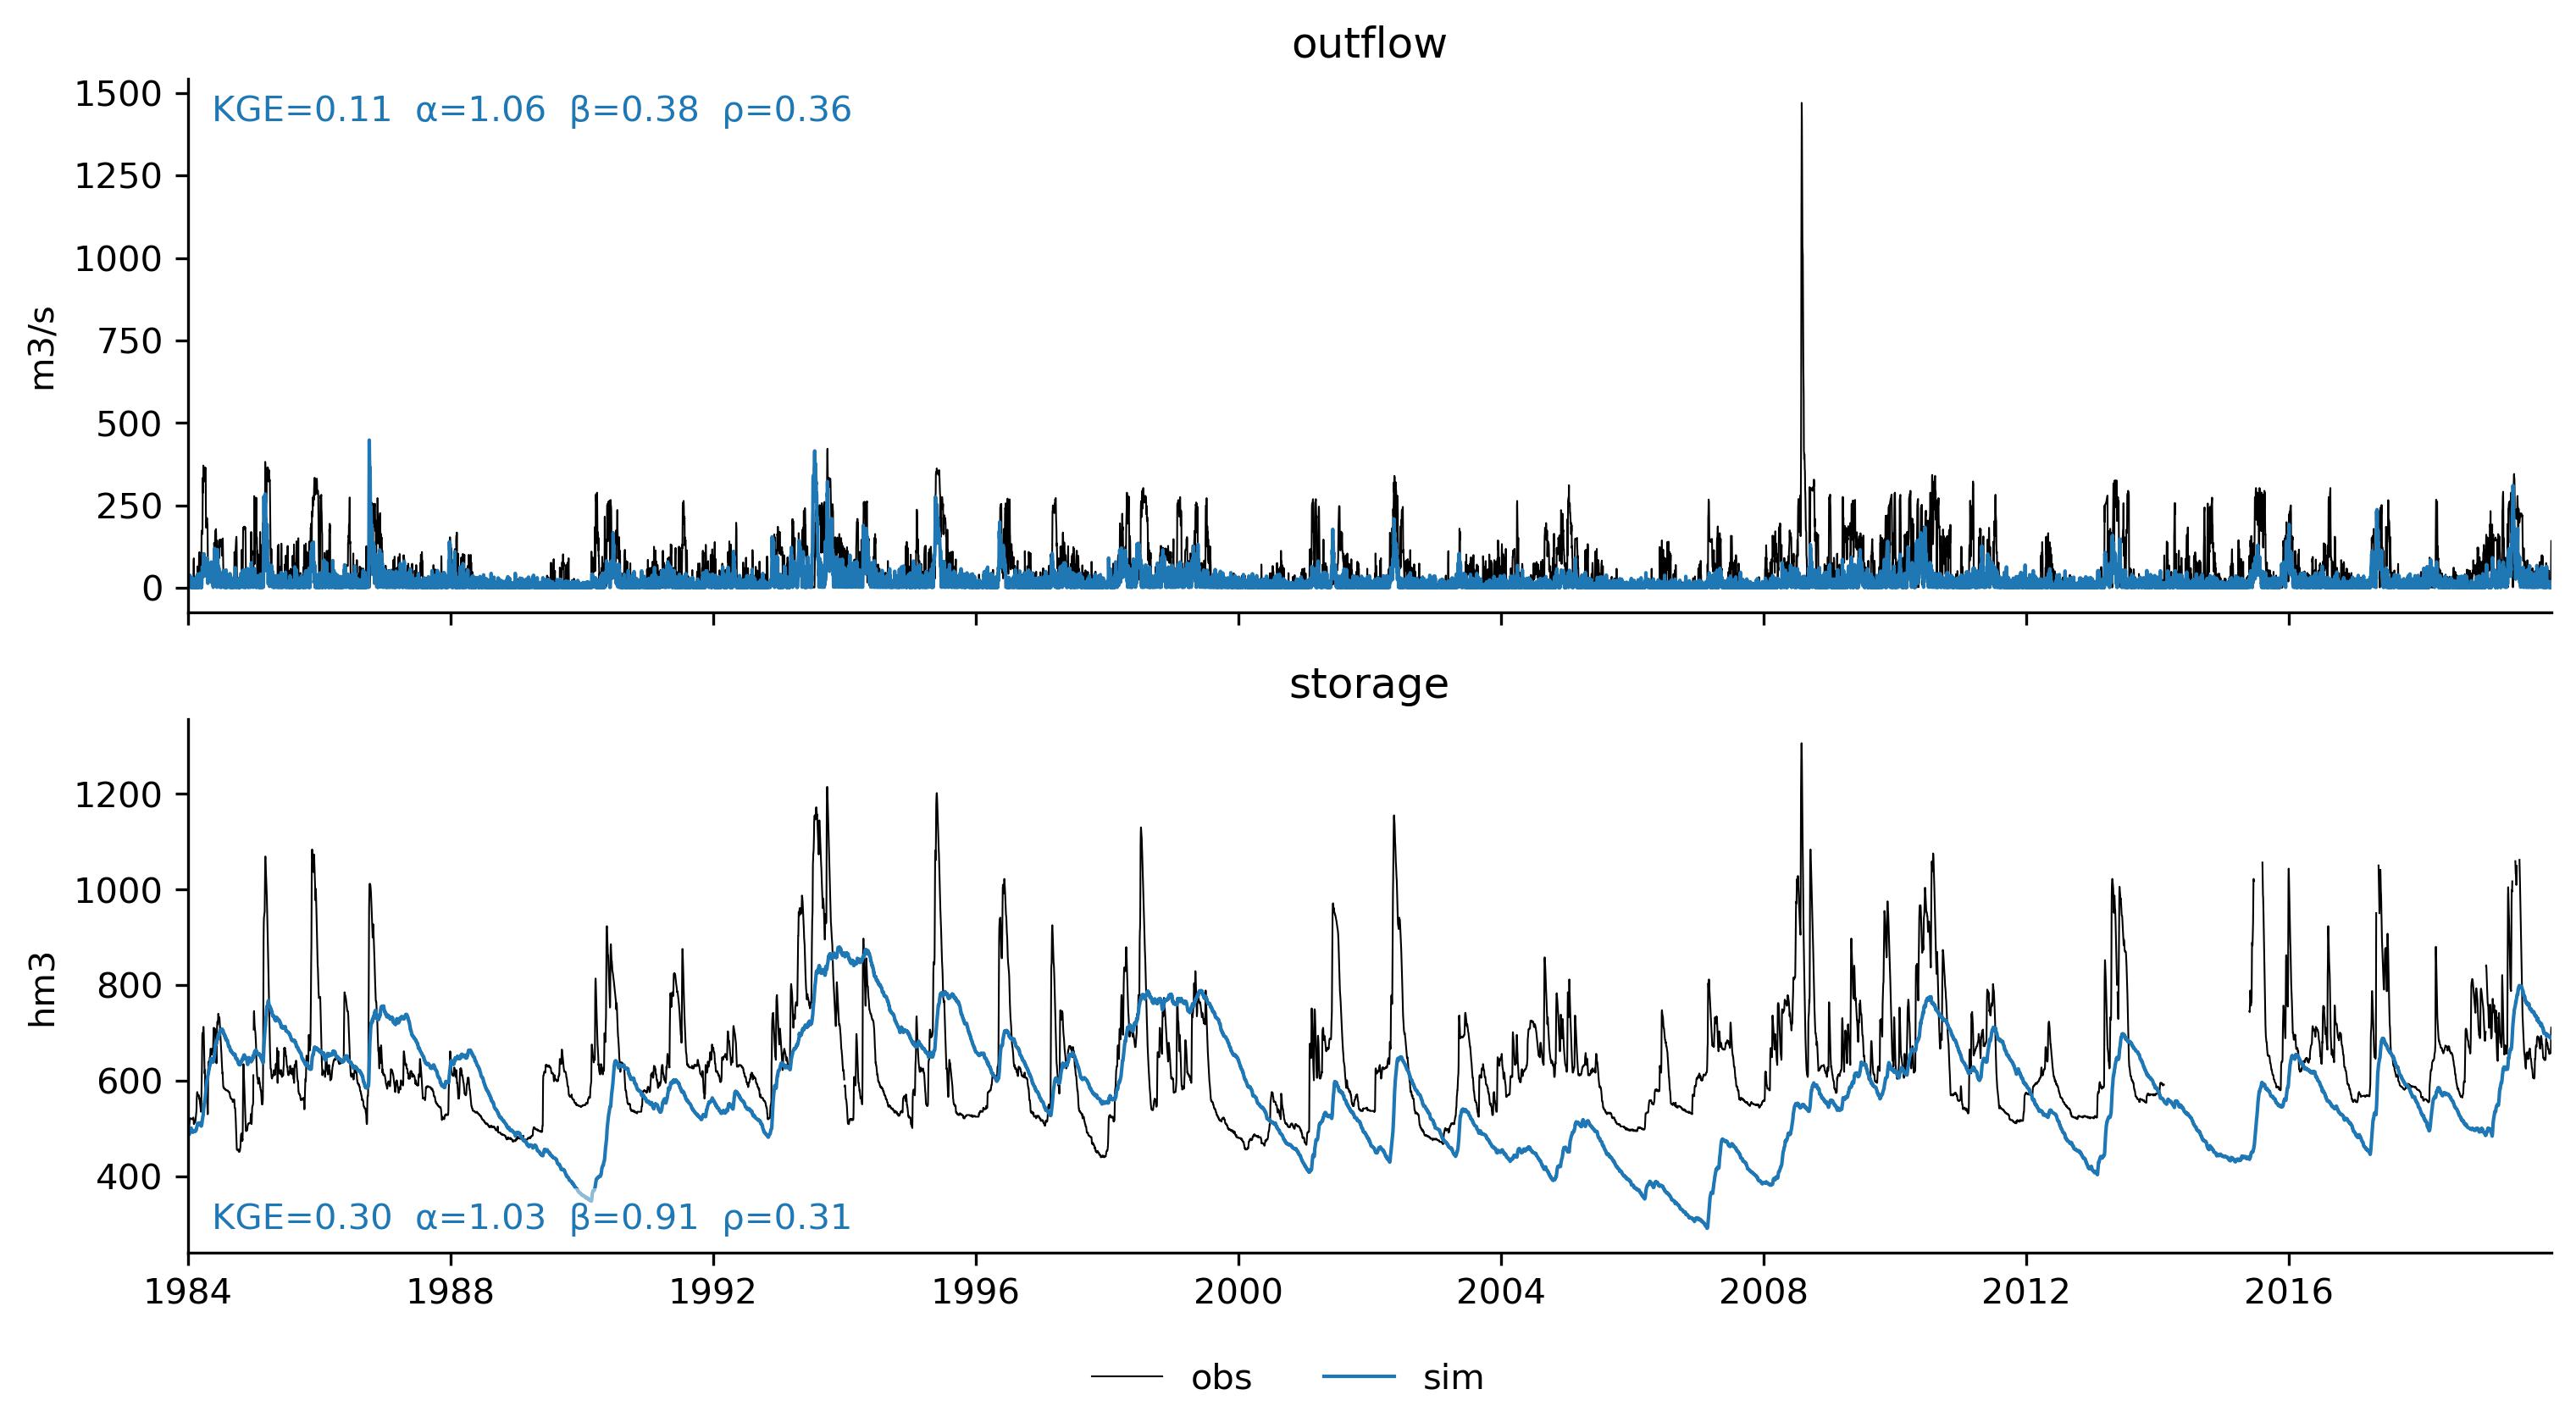 outflow
1500
1250
1000
750
500
250
0
m3/s
KGE=0.11 α=1.06 β=0.38 ρ=0.36
storage
1200
1000
800
600
400
hm3
KGE=0.30 α=1.03 β=0.91 ρ=0.31
1984 1988 1992 1996 2000 2004 2008 2012 2016
obs sim